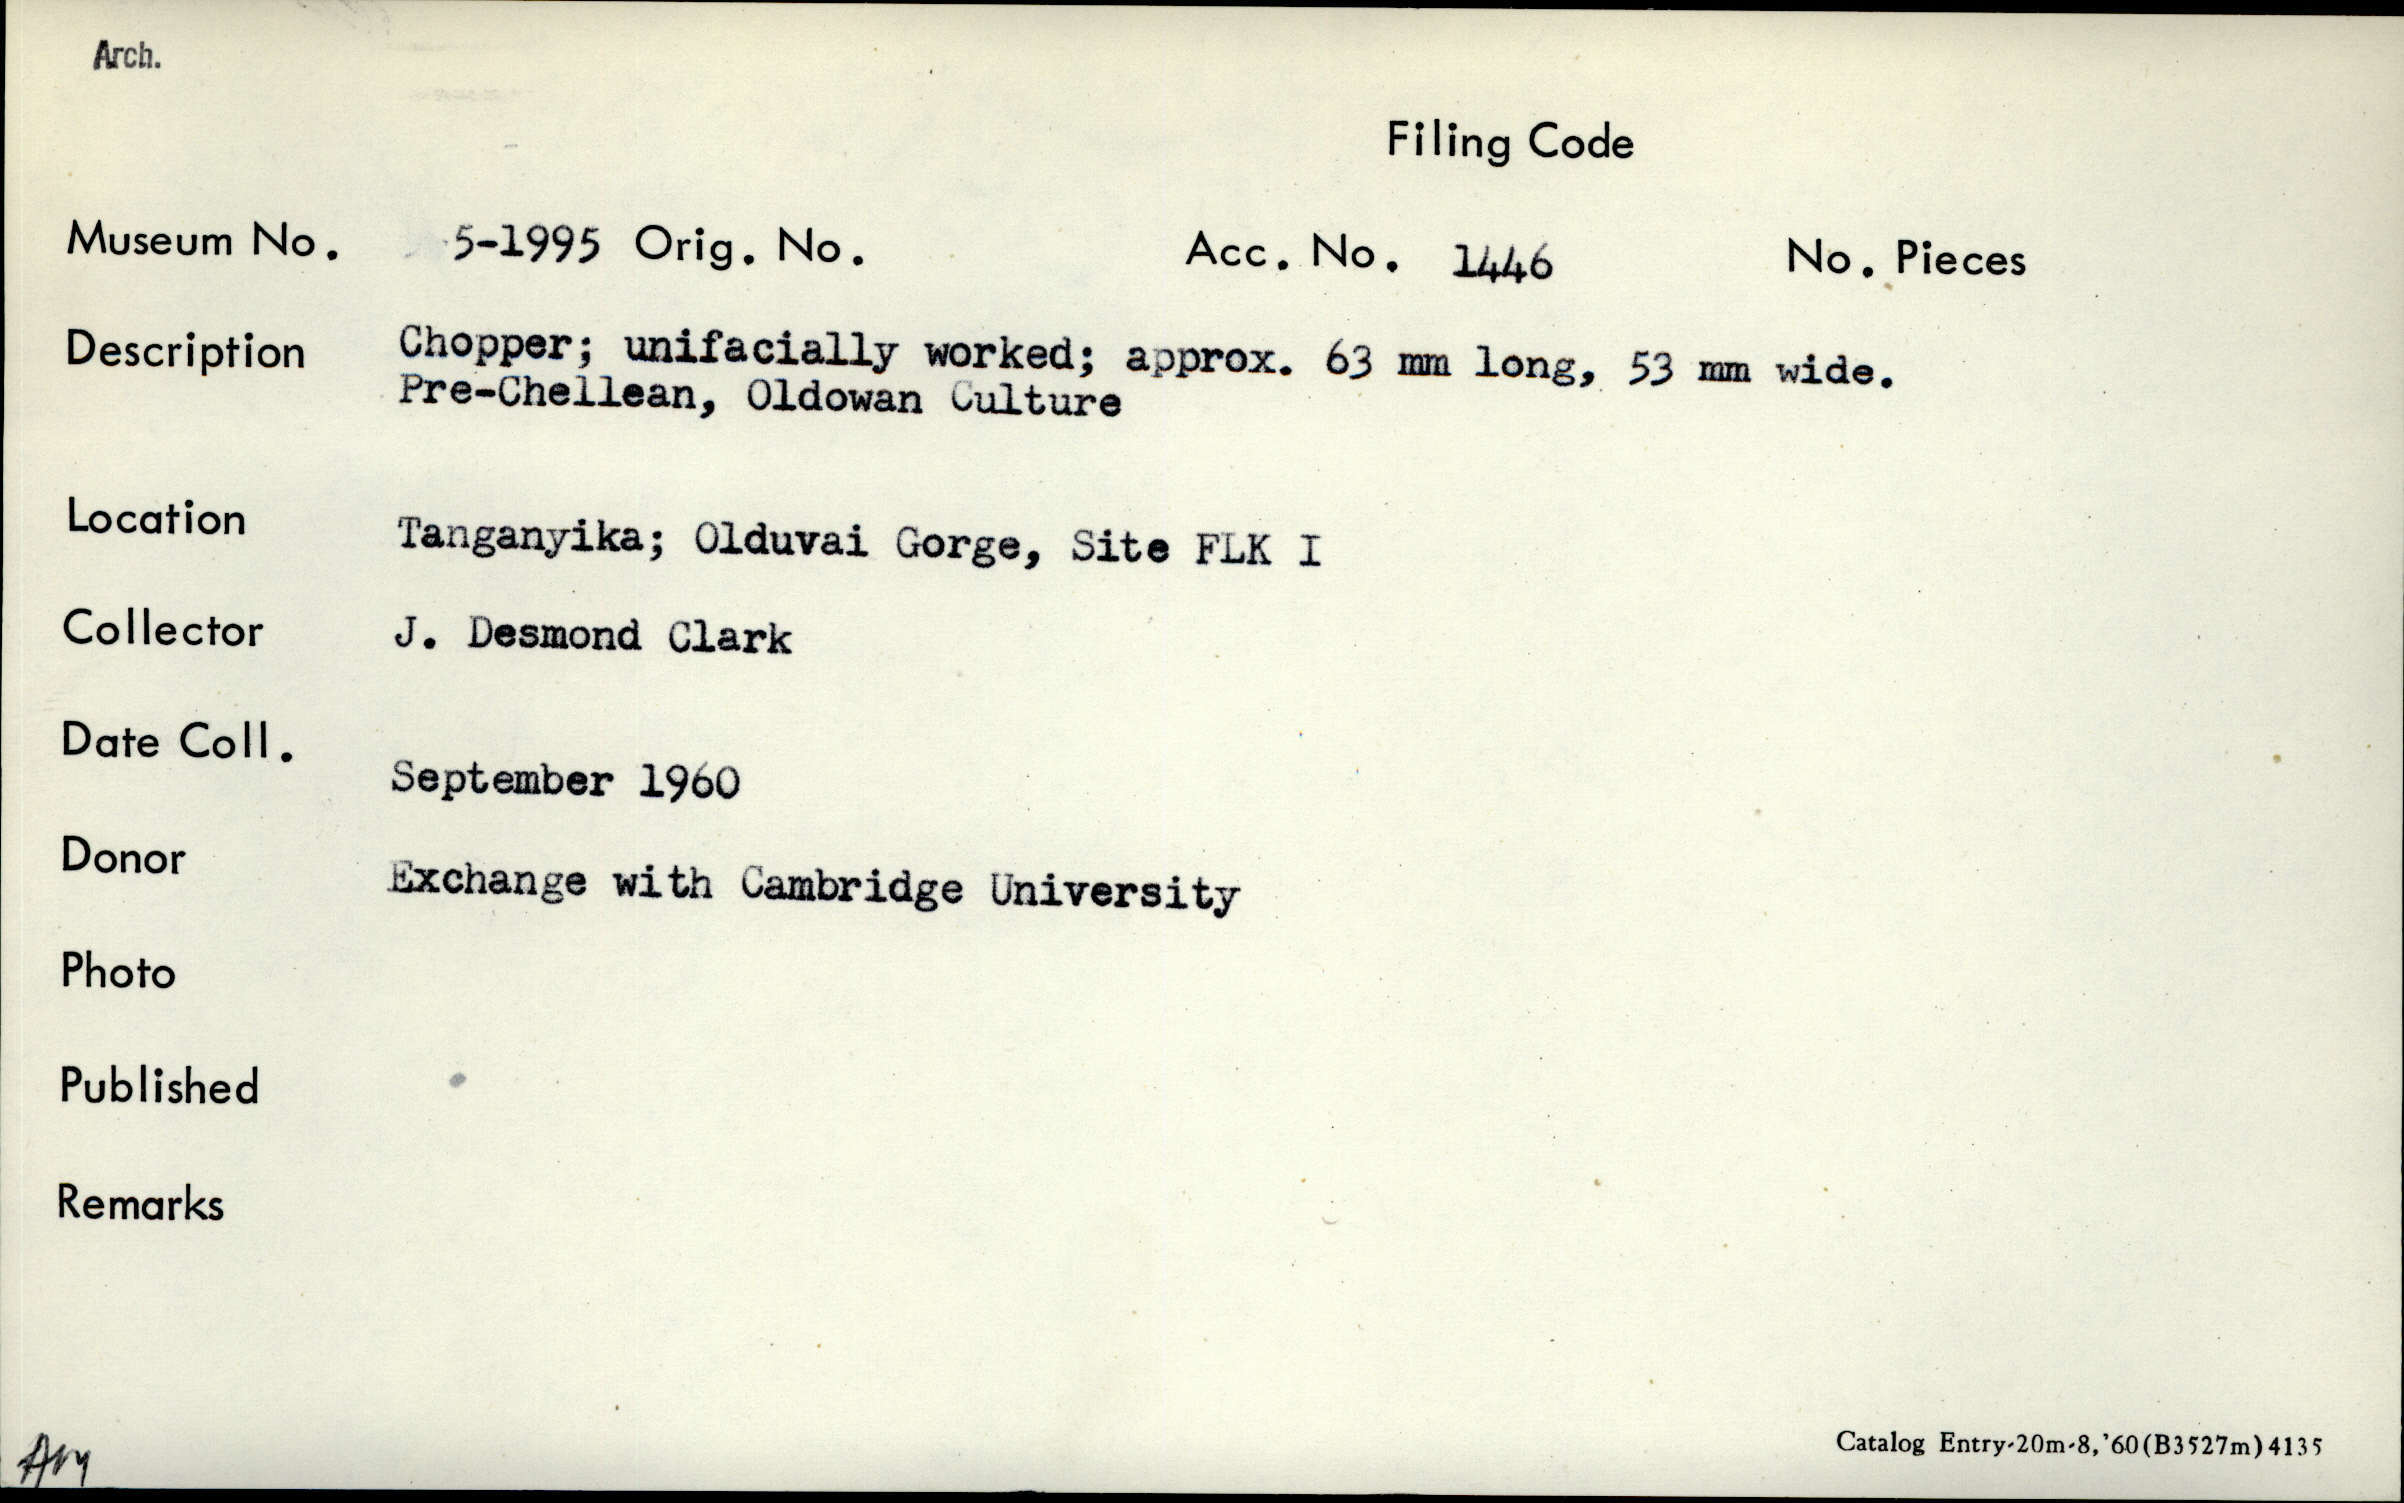 Arch.
Filing Code
Museum No. 5-1995 Orig. No. Acc. No. 1446 No. Pieces
Description Chopper; unifacially worked; approx. 63 mm long, 53 mm wide.
Pre-Chellean, Oldowan Culture
Location Tanganyika; Olduvai Gorge, Site FLK I
Collector J. Desmond Clark
Date Coll. September 1960
Donor Exchange with Cambridge University
Photo
Published
Remarks
Catalog Entry-20m-8,'60(B3527m)4135